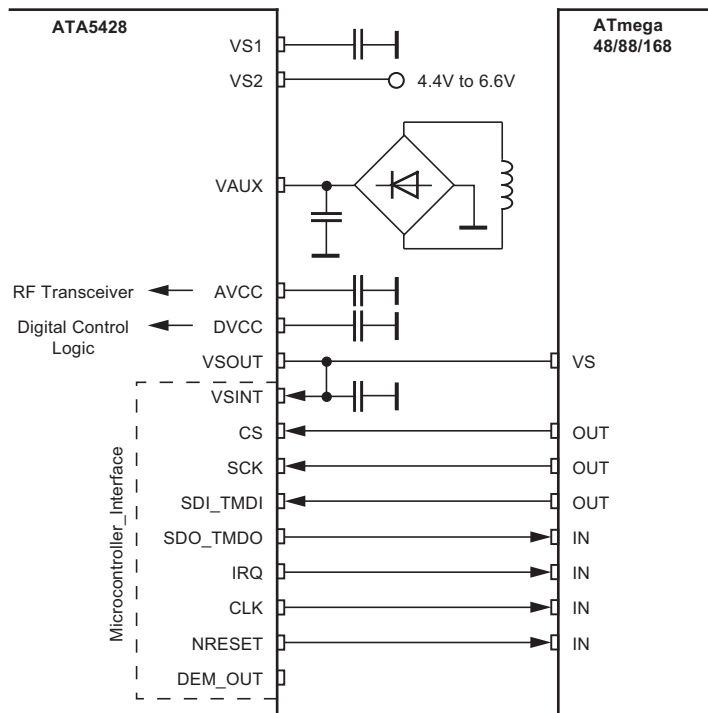 ATA5428
ATmega
48/88/168
VS1
VS2
4.4V to 6.6V
VAUX
RF Transceiver
AVCC
Digital Control
Logic
DVCC
VSOUT
VS
VSINT
CS
OUT
SCK
OUT
SDI_TMDI
OUT
SDO_TMDO
IN
IRQ
IN
CLK
IN
NRESET
IN
DEM_OUT
Microcontroller_Interface